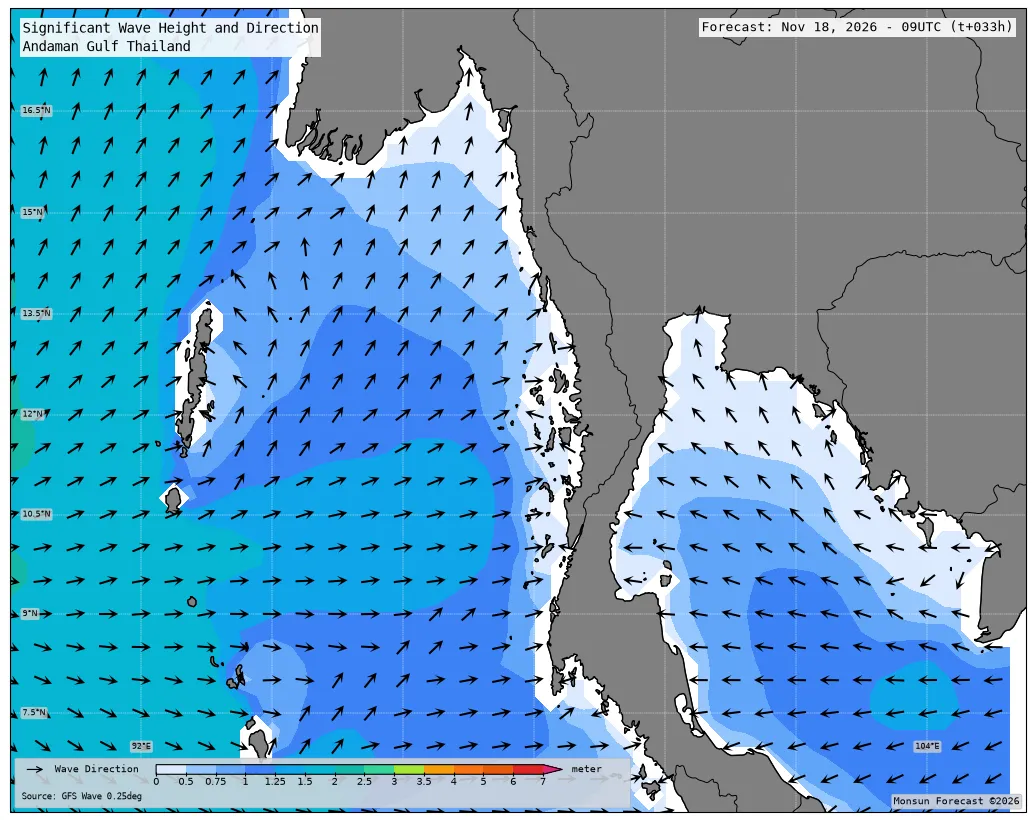 Significant Wave Height and Direction
Andaman Gulf Thailand
Forecast: Nov 18, 2026 - 09UTC (t+033h)
16.5°N
15°N
13.5°N
12°N
10.5°N
9°N
7.5°N
92°E
104°E
Wave Direction
0.5 0.75 1 1.25 1.5 2 2.5 3 3.5 4 5 6 7 meter
Source: GFS Wave 0.25deg
Monsun Forecast ©2026